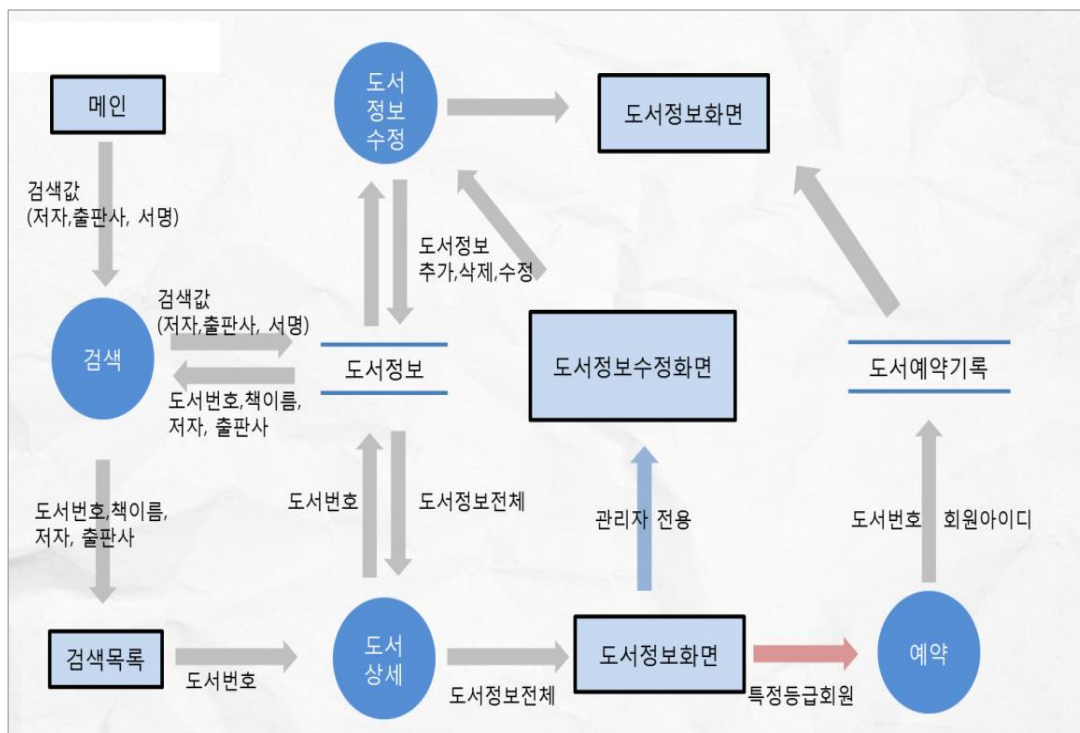 메인
도서
정보
수정
도서정보화면
검색값
(저자,출판사, 서명)
도서정보
추가,삭제,수정
검색값
(저자,출판사, 서명)
검색
도서정보
도서정보수정화면
도서예약기록
도서번호,책이름,
저자, 출판사
도서번호,책이름,
저자, 출판사
도서번호
도서정보전체
관리자 전용
도서번호
회원아이디
검색목록
도서번호
도서
상세
도서정보전체
도서정보화면
특정등급회원
예약